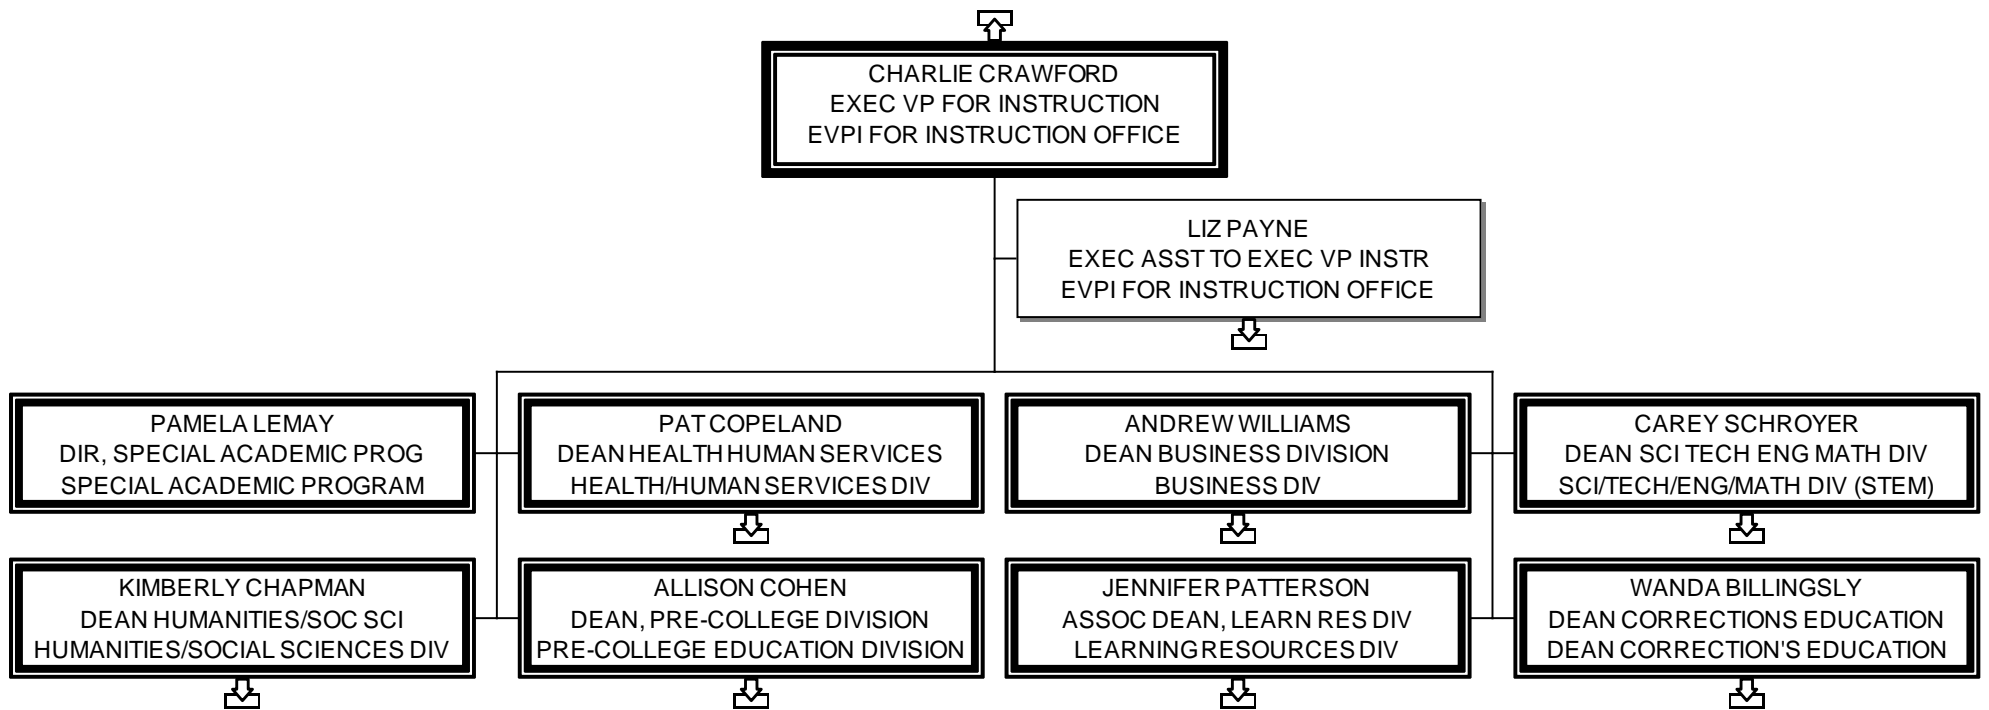 CHARLIE CRAWFORD
EXEC VP FOR INSTRUCTION
EVPI FOR INSTRUCTION OFFICE
LIZ PAYNE
EXEC ASST TO EXEC VP INSTR
EVPI FOR INSTRUCTION OFFICE
PAMELA LEMAY
DIR, SPECIAL ACADEMIC PROG
SPECIAL ACADEMIC PROGRAM
PAT COPELAND
DEAN HEALTH HUMAN SERVICES
HEALTH/HUMAN SERVICES DIV
ANDREW WILLIAMS
DEAN BUSINESS DIVISION
BUSINESS DIV
CAREY SCHROYER
DEAN SCI TECH ENG MATH DIV
SCI/TECH/ENG/MATH DIV (STEM)
KIMBERLY CHAPMAN
DEAN HUMANITIES/SOC SCI
HUMANITIES/SOCIAL SCIENCES DIV
ALLISON COHEN
DEAN, PRE-COLLEGE DIVISION
PRE-COLLEGE EDUCATION DIVISION
JENNIFER PATTERSON
ASSOC DEAN, LEARN RES DIV
LEARNING RESOURCES DIV
WANDA BILLINGSLY
DEAN CORRECTIONS EDUCATION
DEAN CORRECTION'S EDUCATION